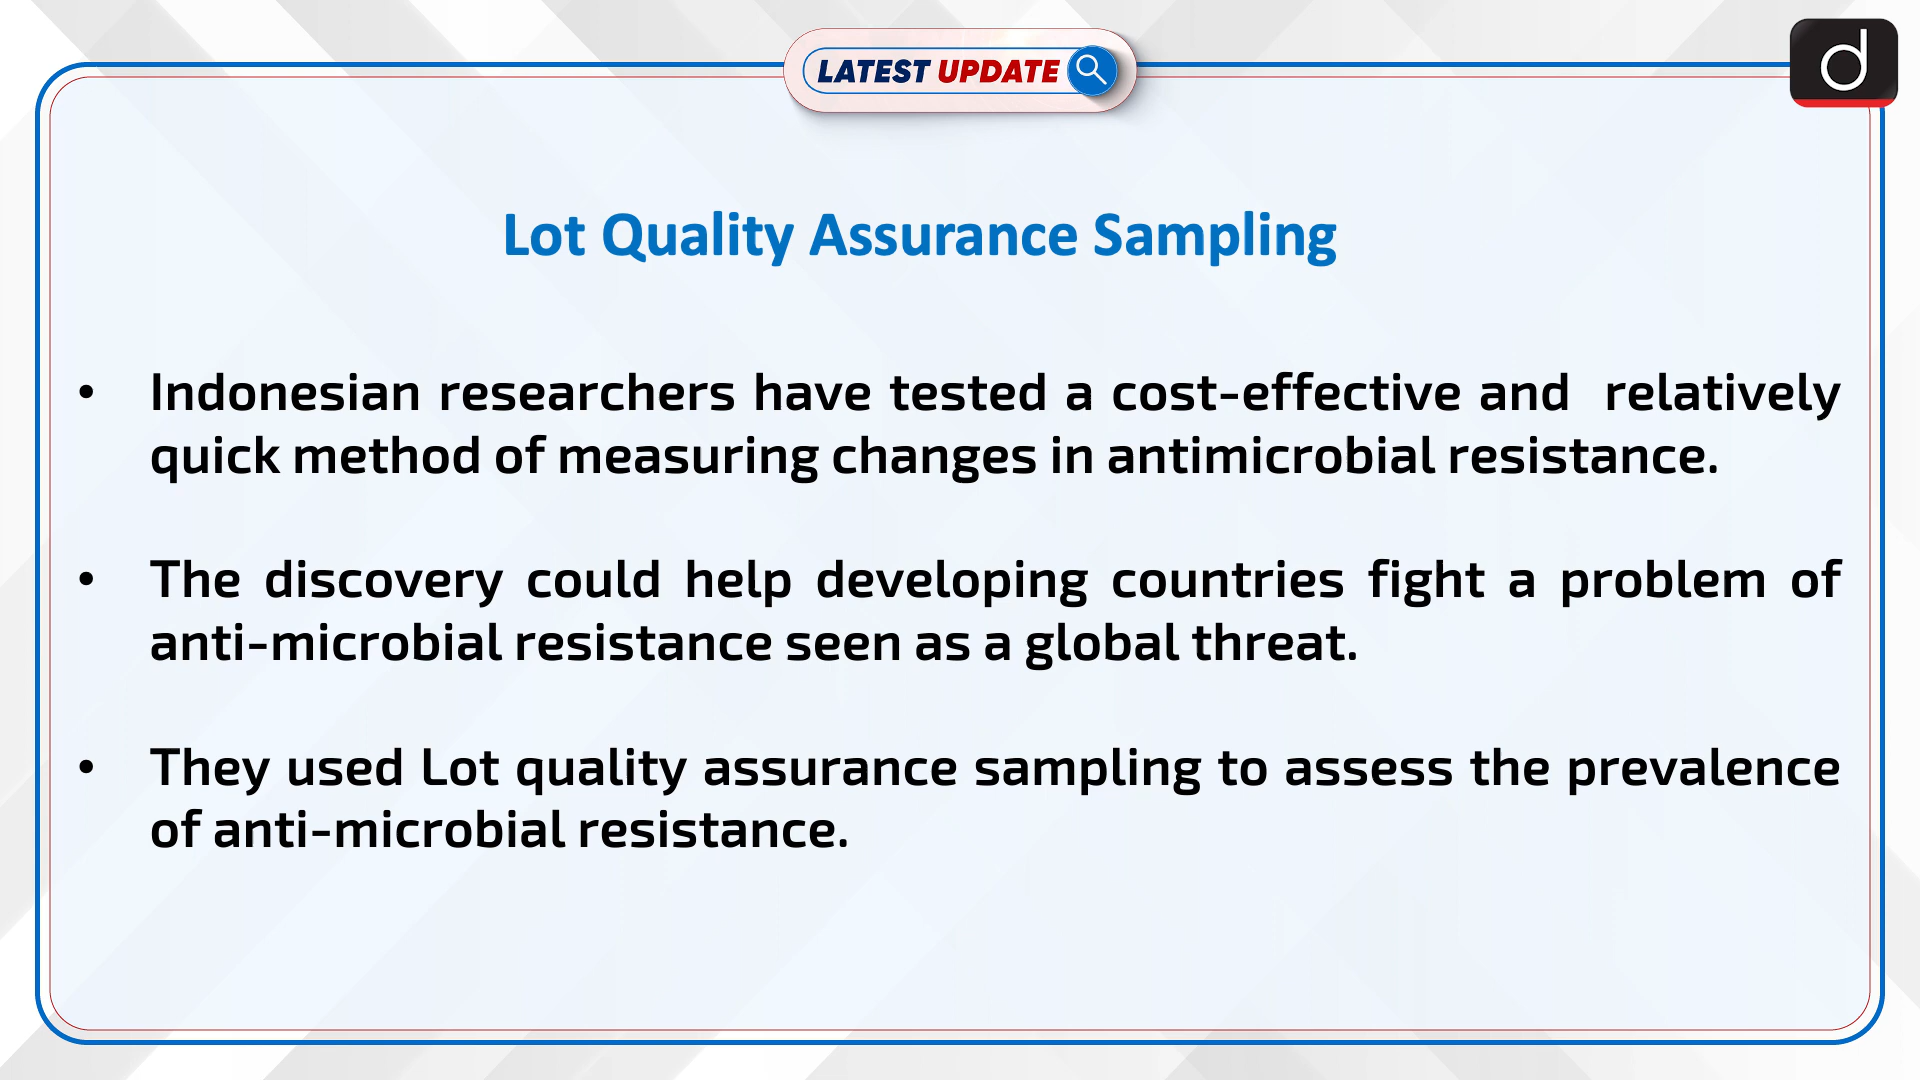 LATEST UPDATE
d
Lot Quality Assurance Sampling
• Indonesian researchers have tested a cost-effective and relatively
quick method of measuring changes in antimicrobial resistance.
• The discovery could help developing countries fight a problem of
anti-microbial resistance seen as a global threat.
• They used Lot quality assurance sampling to assess the prevalence
of anti-microbial resistance.